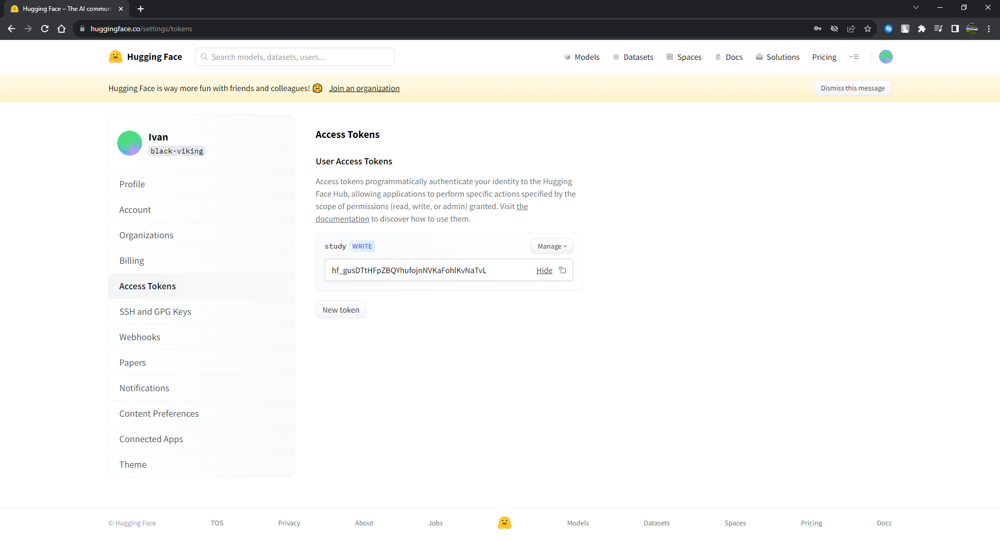 Hugging Face – The AI commun
huggingface.co/settings/tokens
Hugging Face
Search models, datasets, users...
Models
Datasets
Spaces
Docs
Solutions
Pricing
Hugging Face is way more fun with friends and colleagues! Join an organization
Dismiss this message
Ivan
black-viking
Profile
Account
Organizations
Billing
Access Tokens
SSH and GPG Keys
Webhooks
Papers
Notifications
Content Preferences
Connected Apps
Theme
Access Tokens
User Access Tokens
Access tokens programmatically authenticate your identity to the Hugging
Face Hub, allowing applications to perform specific actions specified by the
scope of permissions (read, write, or admin) granted. Visit the
documentation to discover how to use them.
study WRITE
Manage
Hide
New token
© Hugging Face
TOS
Privacy
About
Jobs
Models
Datasets
Spaces
Pricing
Docs